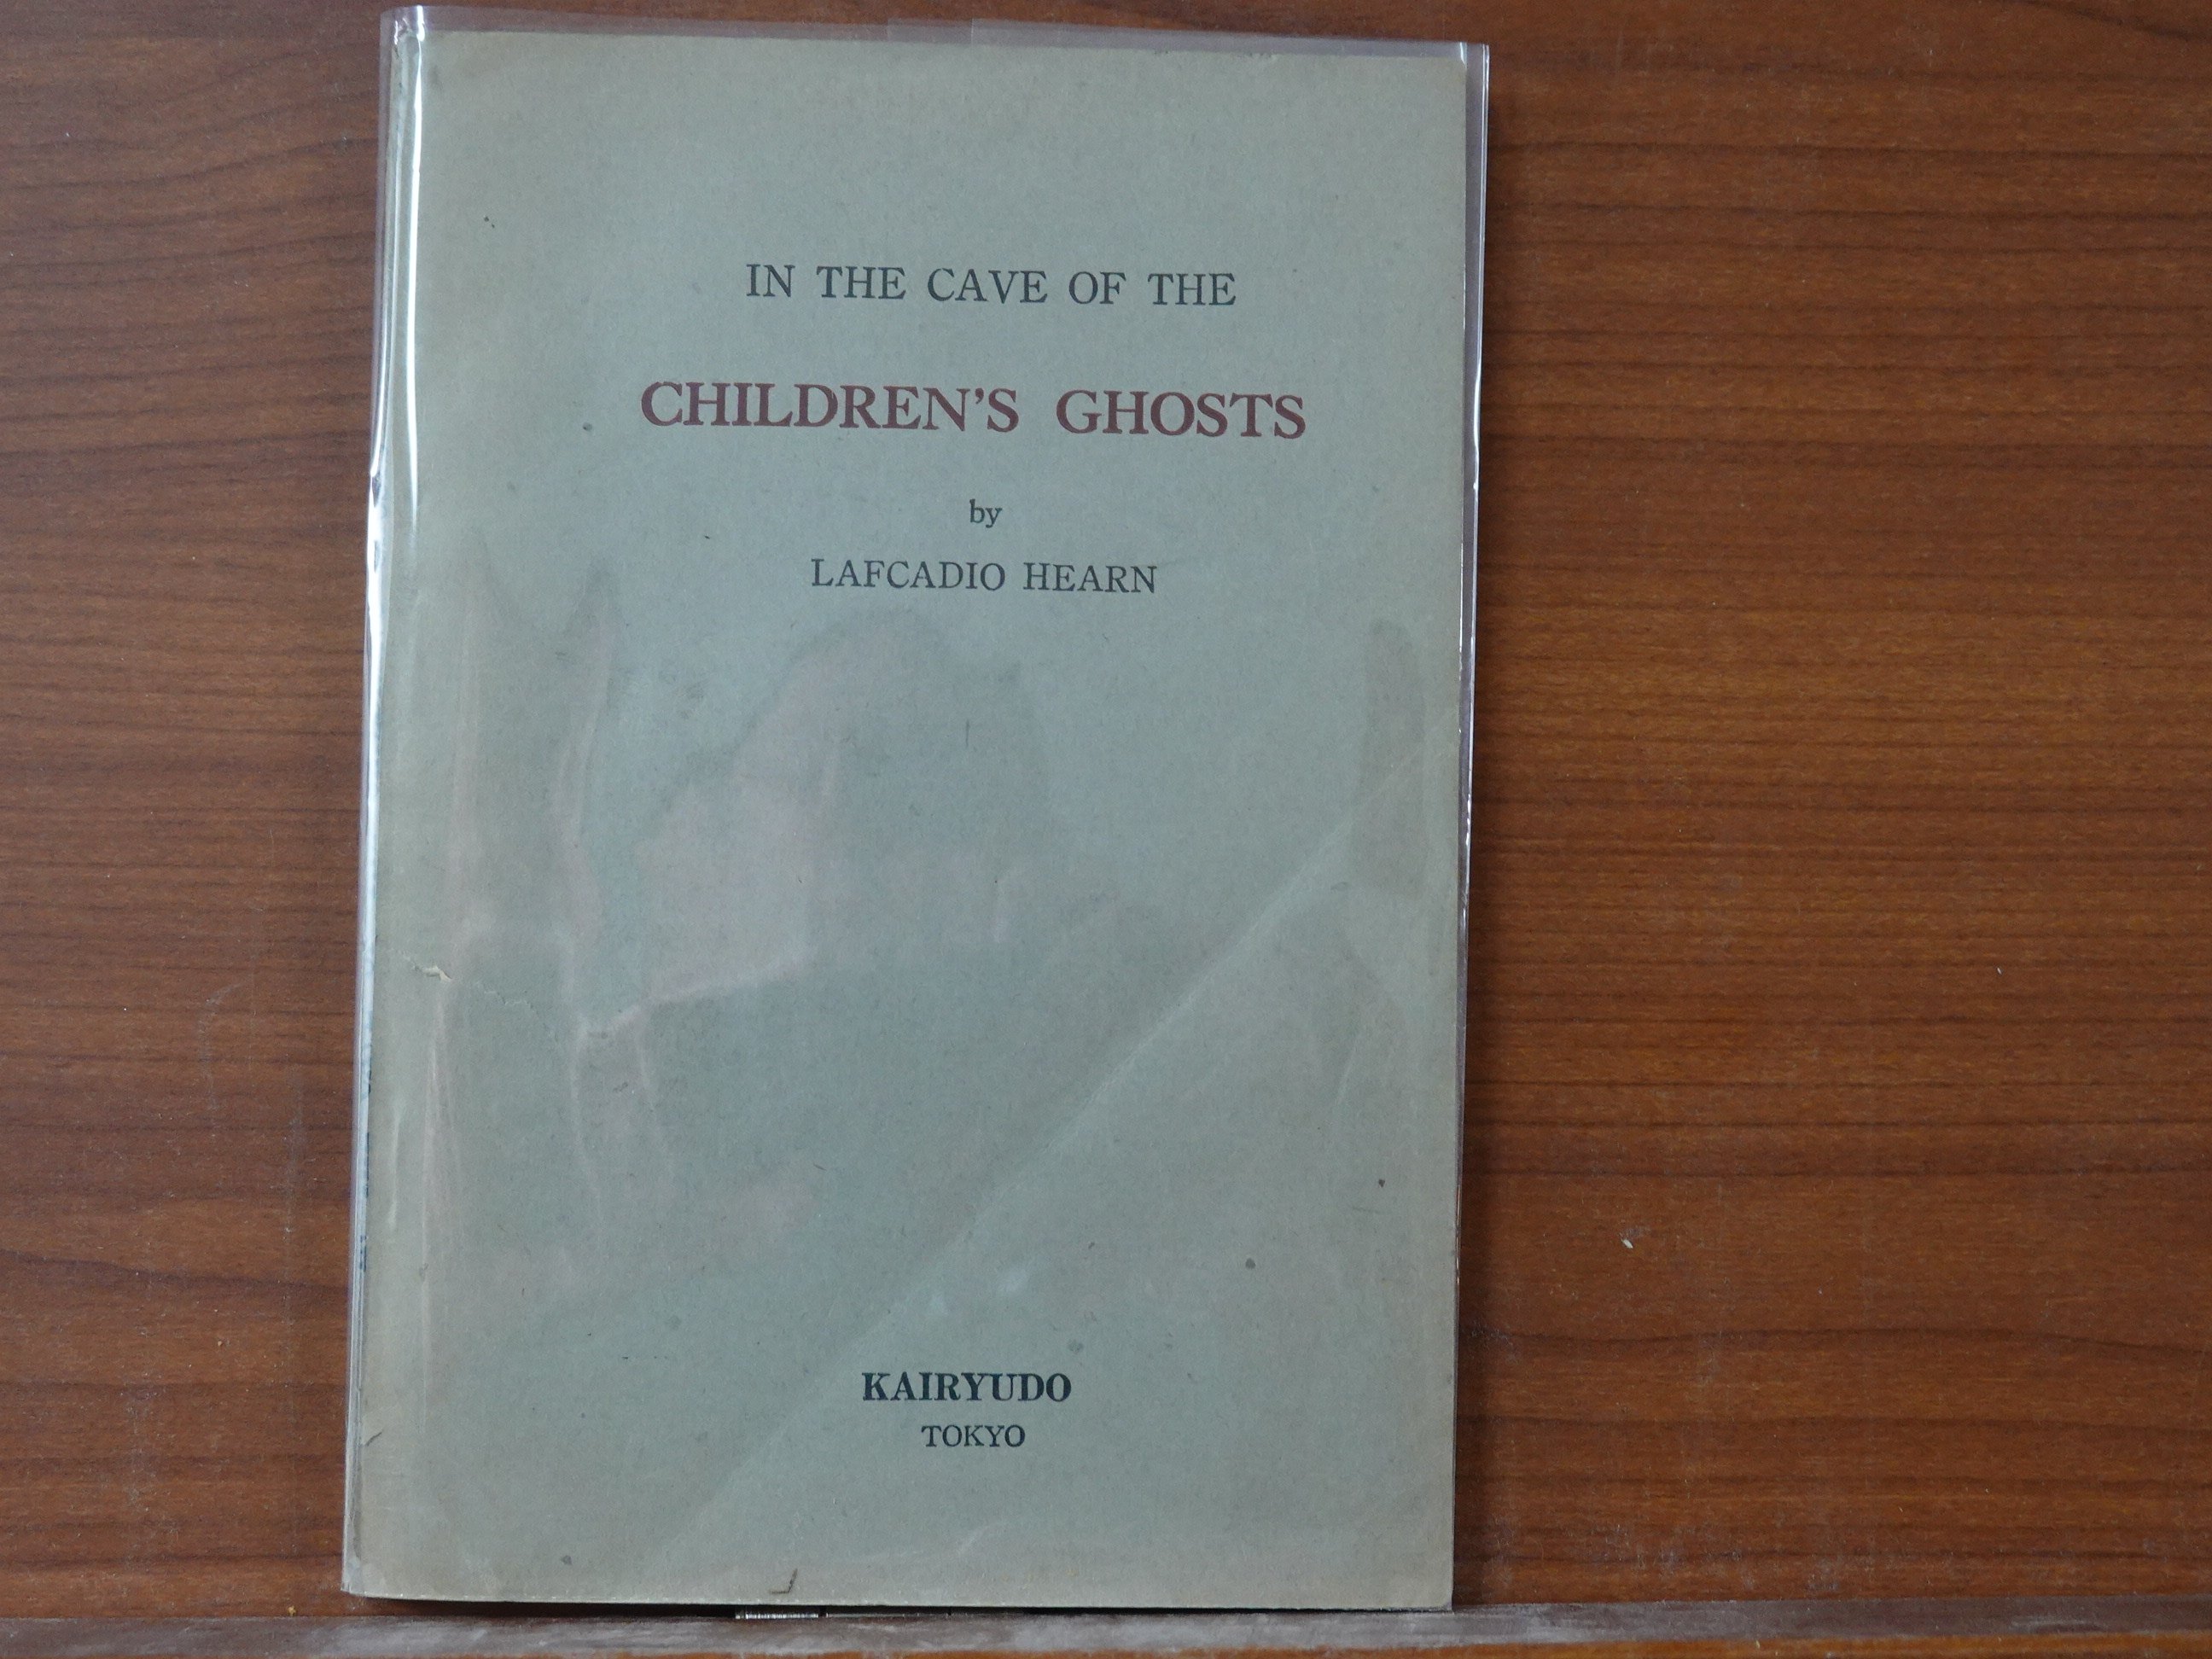 IN THE CAVE OF THE
CHILDREN'S GHOSTS
by
LAFCADIO HEARN
KAIRYUDO
TOKYO